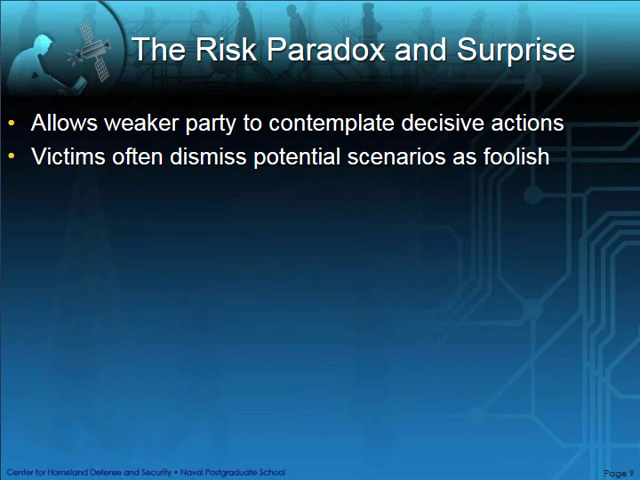 The Risk Paradox and Surprise
• Allows weaker party to contemplate decisive actions
• Victims often dismiss potential scenarios as foolish
Center for Homeland Defense and Security • Naval Postgraduate School
Page 9